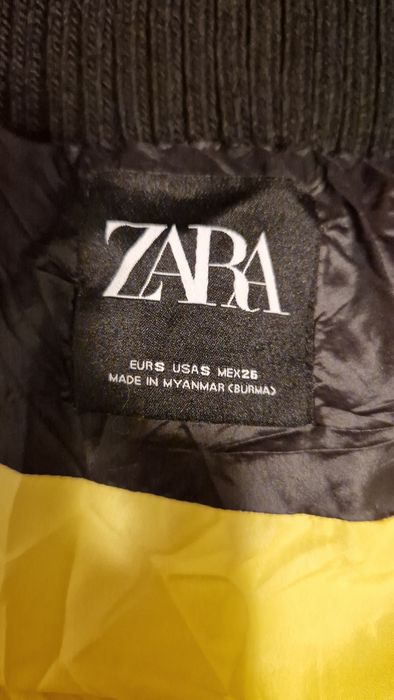 ZARA
EUR S USA S MEX 26
MADE IN MYANMAR (BURMA)